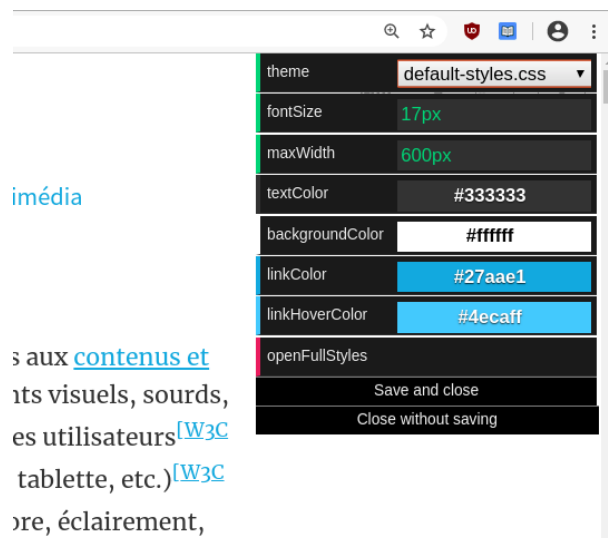 theme
default-styles.css
fontSize
17px
maxWidth
600px
textColor
#333333
backgroundColor
#ffffff
linkColor
#27aae1
linkHoverColor
#4ecaff
openFullStyles
Save and close
Close without saving
imédia
s aux contenus et
nts visuels, sourds,
es utilisateurs[W3C
tablette, etc.)[W3C
ore, éclairement,